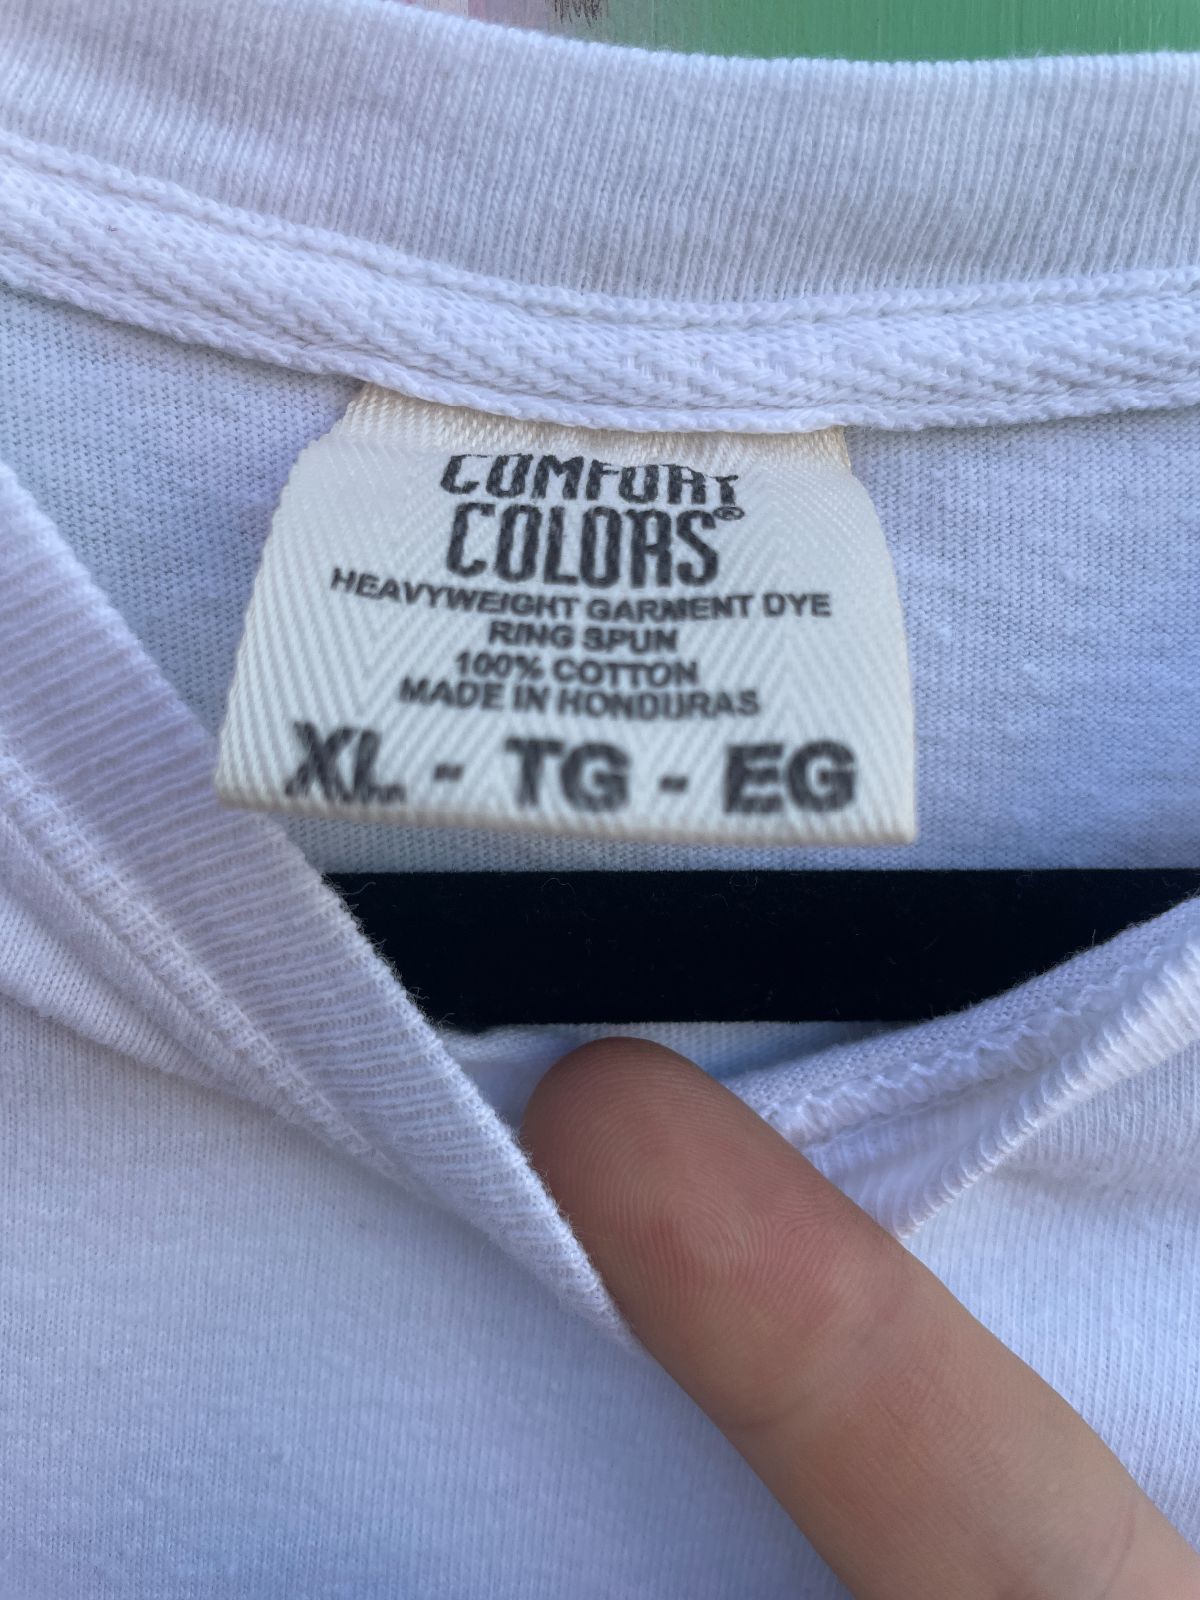 COMFORT
COLORS®
HEAVYWEIGHT GARMENT DYE
RING SPUN
100% COTTON
MADE IN HONDURAS
XL - TG - EG